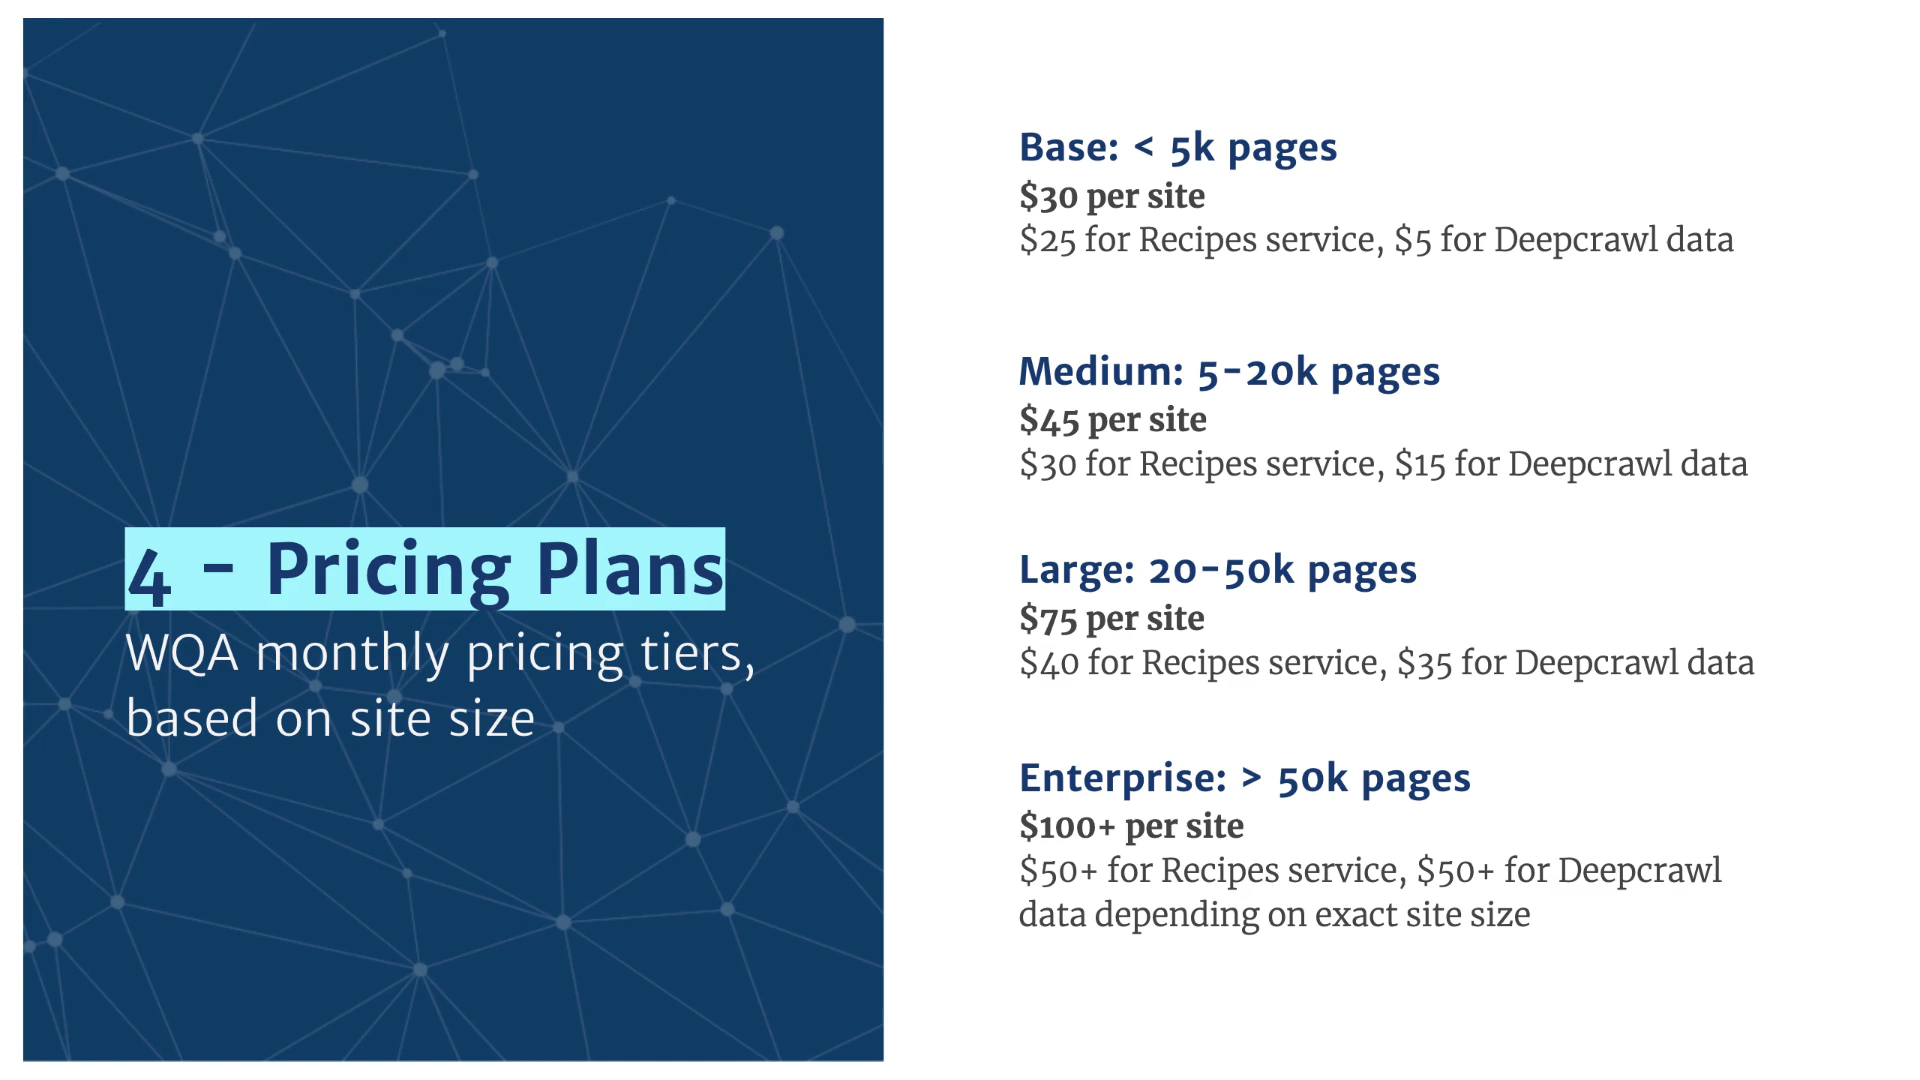 4 - Pricing Plans
WQA monthly pricing tiers,
based on site size
Base: < 5k pages
$30 per site
$25 for Recipes service, $5 for Deepcrawl data
Medium: 5-20k pages
$45 per site
$30 for Recipes service, $15 for Deepcrawl data
Large: 20-50k pages
$75 per site
$40 for Recipes service, $35 for Deepcrawl data
Enterprise: > 50k pages
$100+ per site
$50+ for Recipes service, $50+ for Deepcrawl
data depending on exact site size